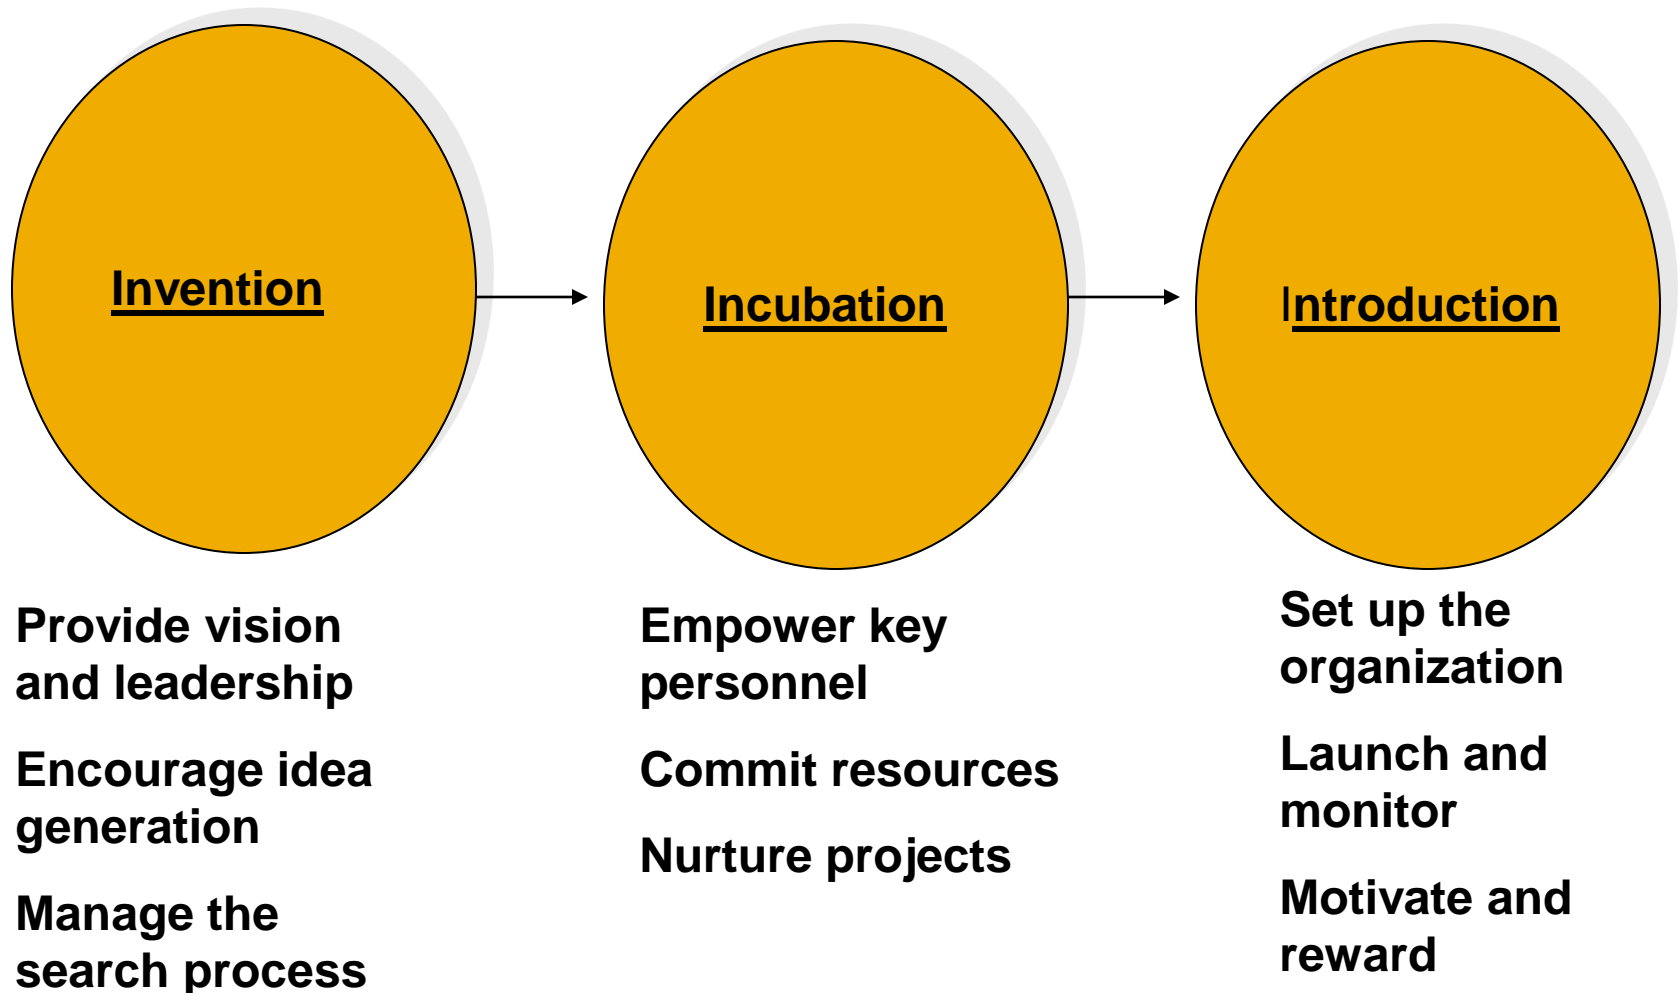 Invention
Incubation
Introduction
Provide vision
and leadership
Encourage idea
generation
Manage the
search process
Empower key
personnel
Commit resources
Nurture projects
Set up the
organization
Launch and
monitor
Motivate and
reward